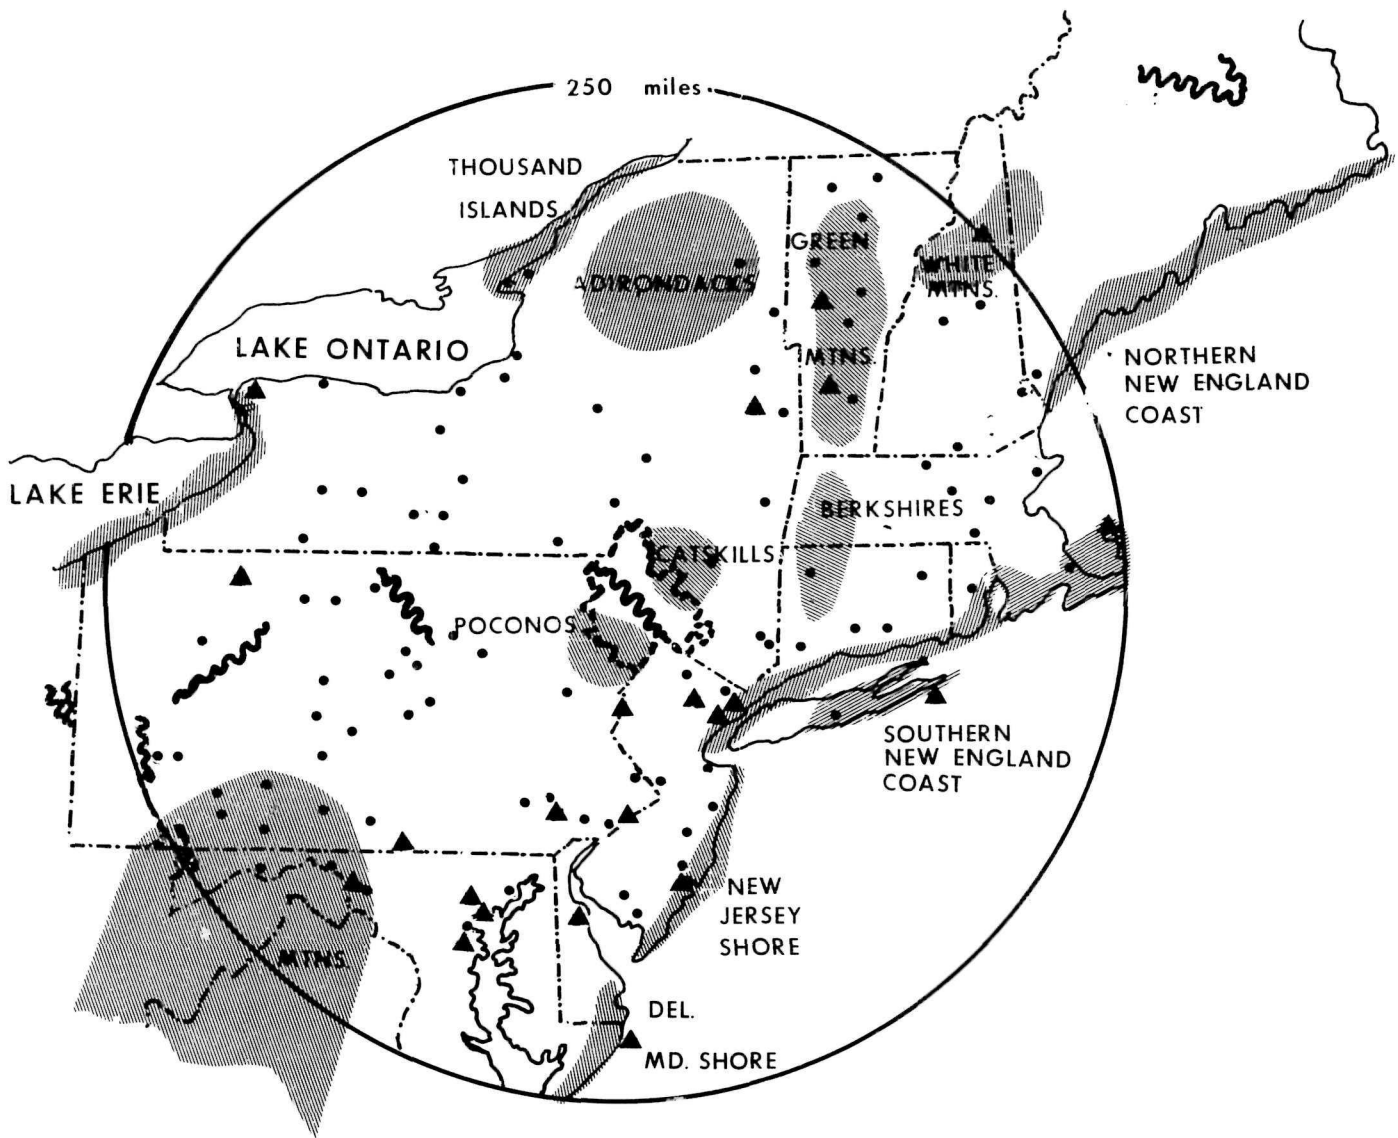 250 miles
THOUSAND
ISLANDS
GREEN
ADIRONDACKS
WHITE
MTNS.
LAKE ONTARIO
MTNS.
NORTHERN
NEW ENGLAND
COAST
LAKE ERIE
BERKSHIRES
CATSKILLS
POCONOS
SOUTHERN
NEW ENGLAND
COAST
NEW
JERSEY
SHORE
MTNS.
DEL.
MD. SHORE